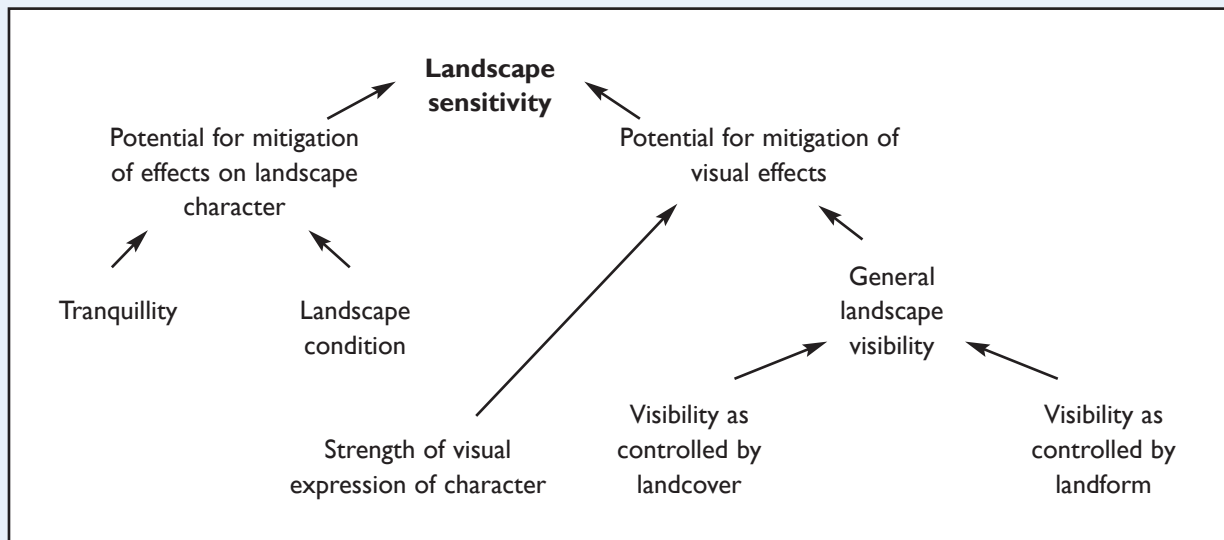 Landscape
sensitivity
Potential for mitigation
of effects on landscape
character
Potential for mitigation of
visual effects
Tranquillity
Landscape
condition
General
landscape
visibility
Strength of visual
expression of character
Visibility as
controlled by
landcover
Visibility as
controlled by
landform